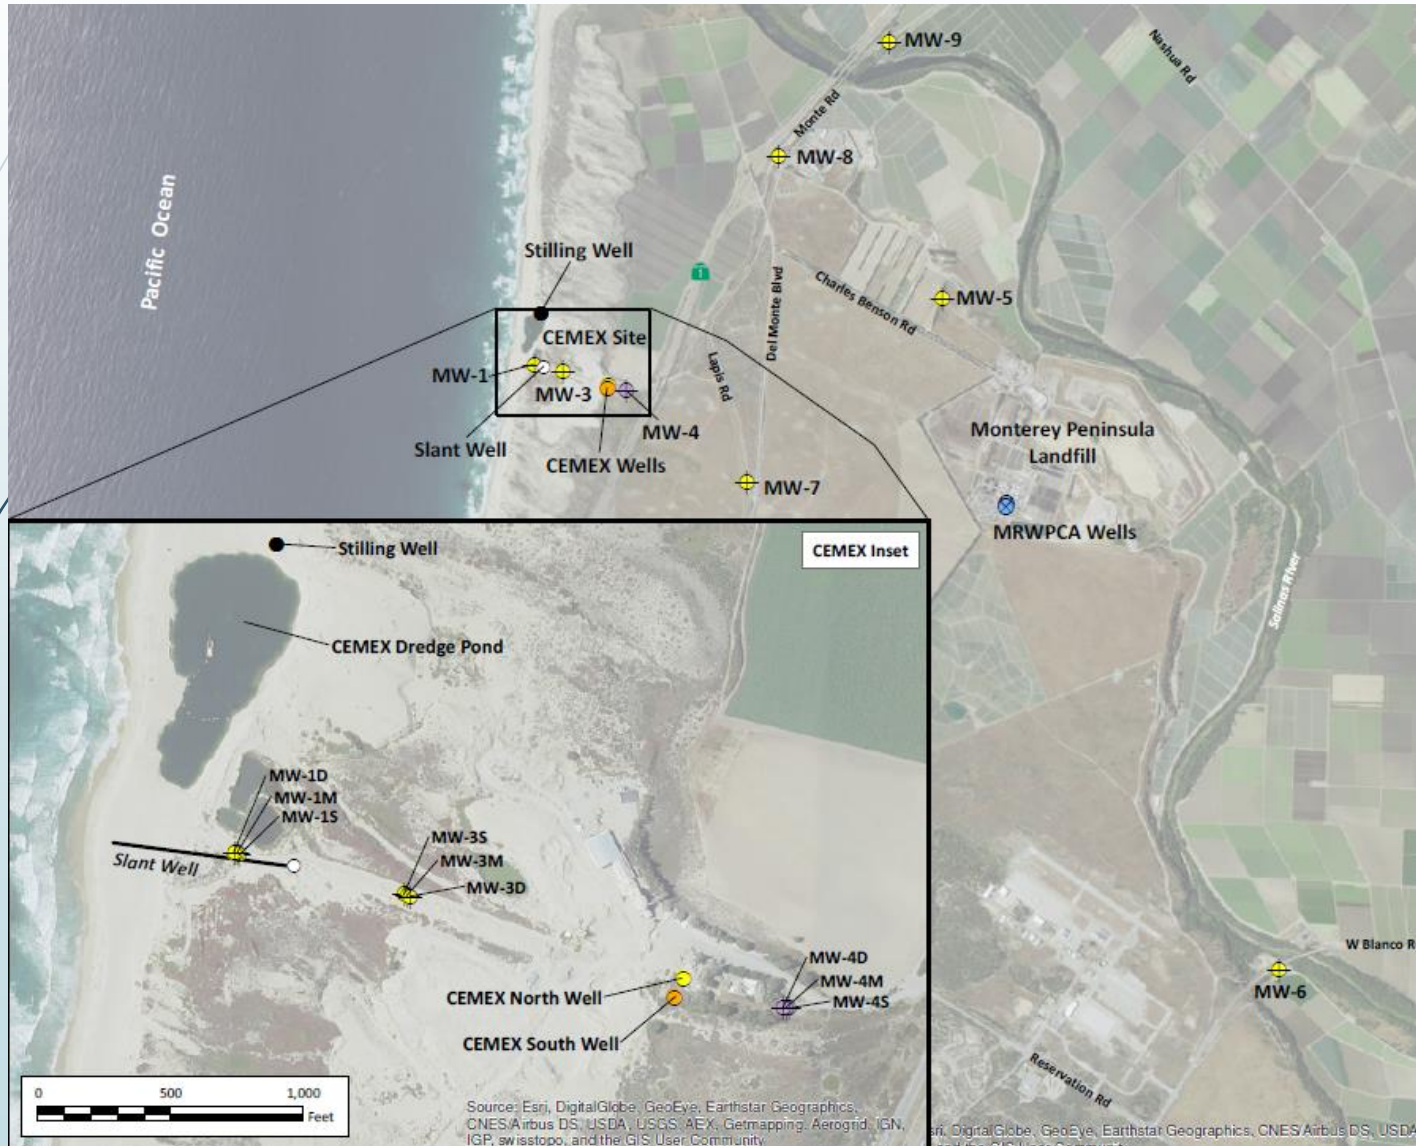 MW-9
Nashua Rd
Monte Rd
MW-8
Pacific Ocean
Stilling Well
1
MW-5
Charles Benson Rd
Del Monte Blvd
CEMEX Site
Lapis Rd
MW-1
MW-3
MW-4
Slant Well
CEMEX Wells
Monterey Peninsula
Landfill
MW-7
MRWPCA Wells
Salinas River
Stilling Well
CEMEX Inset
CEMEX Dredge Pond
MW-1D
MW-1M
MW-1S
Slant Well
MW-3S
MW-3M
MW-3D
MW-4D
MW-4M
MW-4S
CEMEX North Well
CEMEX South Well
W Blanco R
MW-6
Reservation Rd
0 500 1,000
Feet
Source: Esri, DigitalGlobe, GeoEye, Earthstar Geographics,
CNES/Airbus DS, USDA, USGS, AEX, Getmapping, Aerogrid, IGN,
IGP, swisstopo, and the GIS User Community
sri, DigitalGlobe, GeoEye, Earthstar Geographics, CNES/Airbus DS, USDA